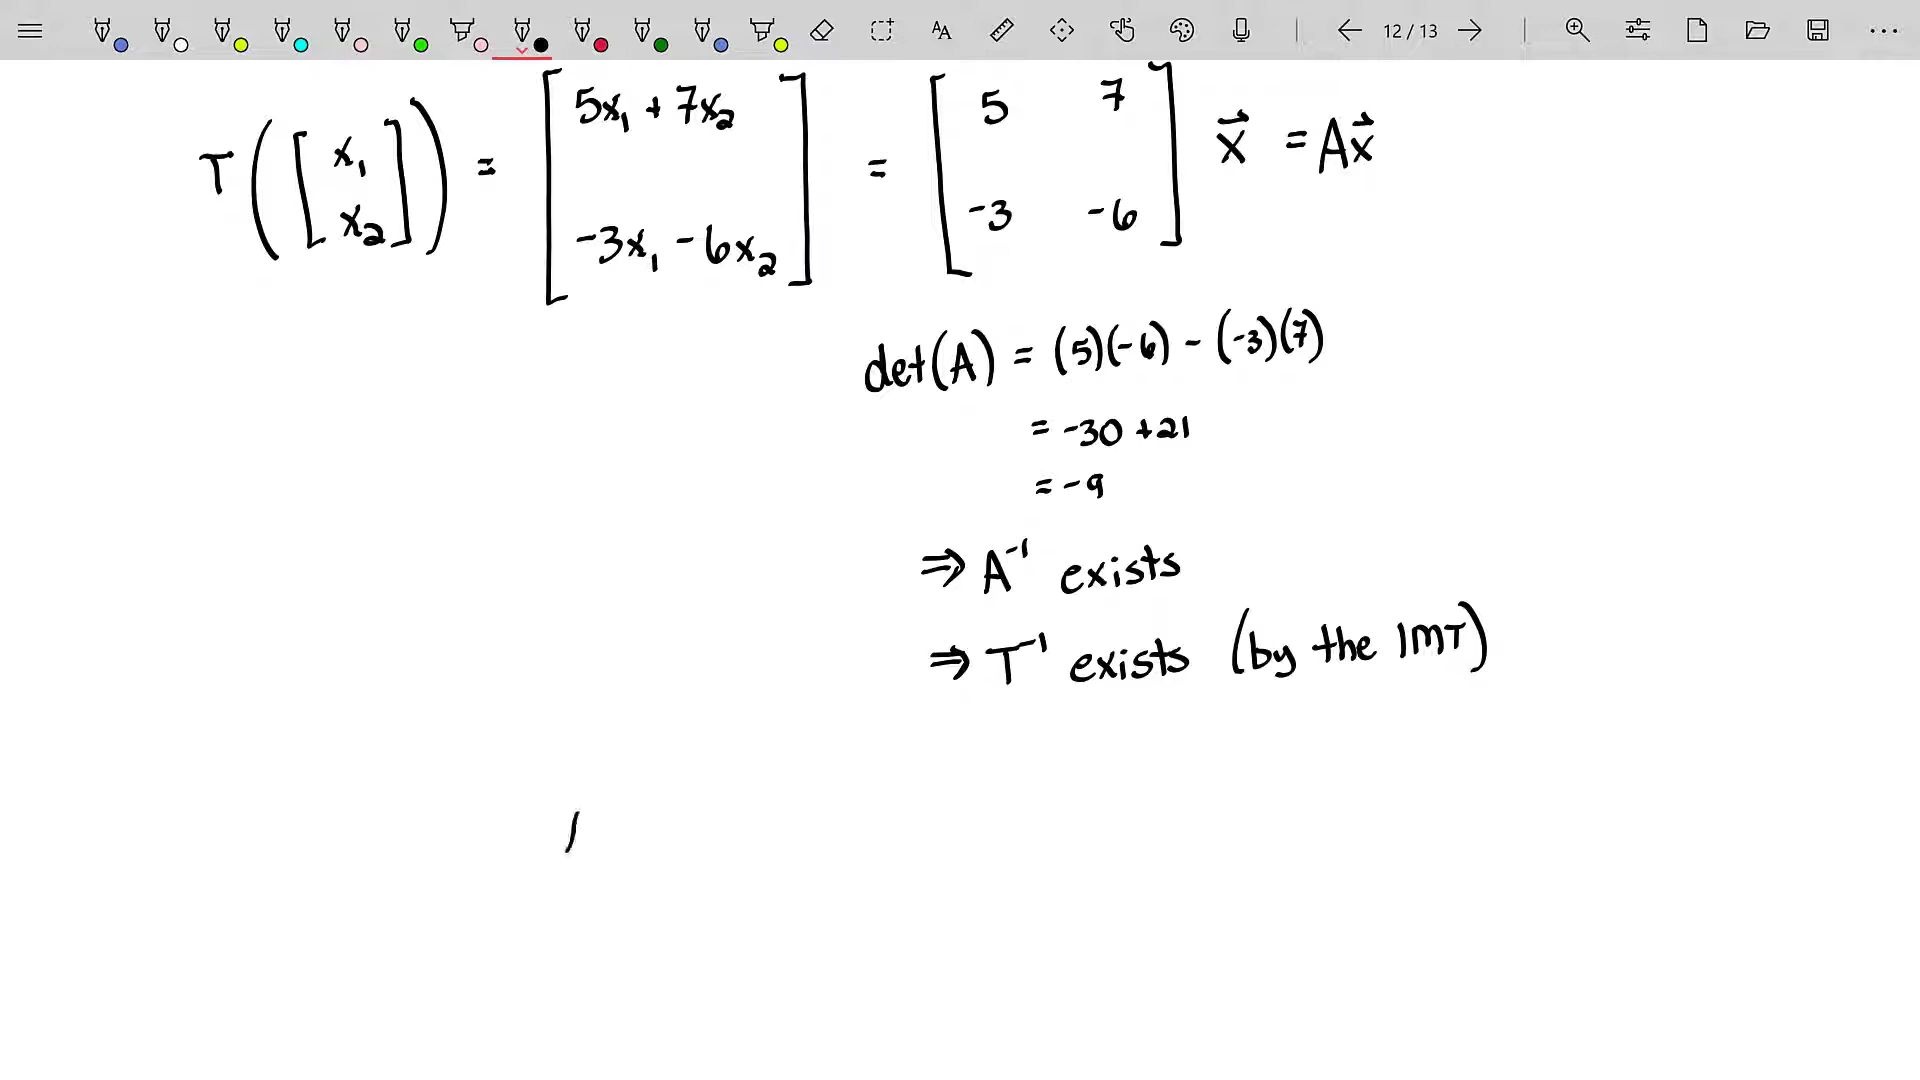 12 / 13
T([x₁ x₂]) = [5x₁ + 7x₂ -3x₁ - 6x₂] = [5 7 -3 -6] x⃗ = Ax⃗
det(A) = (5)(-6) - (-3)(7)
= -30 + 21
= -9
⇒ A⁻¹ exists
⇒ T⁻¹ exists (by the IMT)